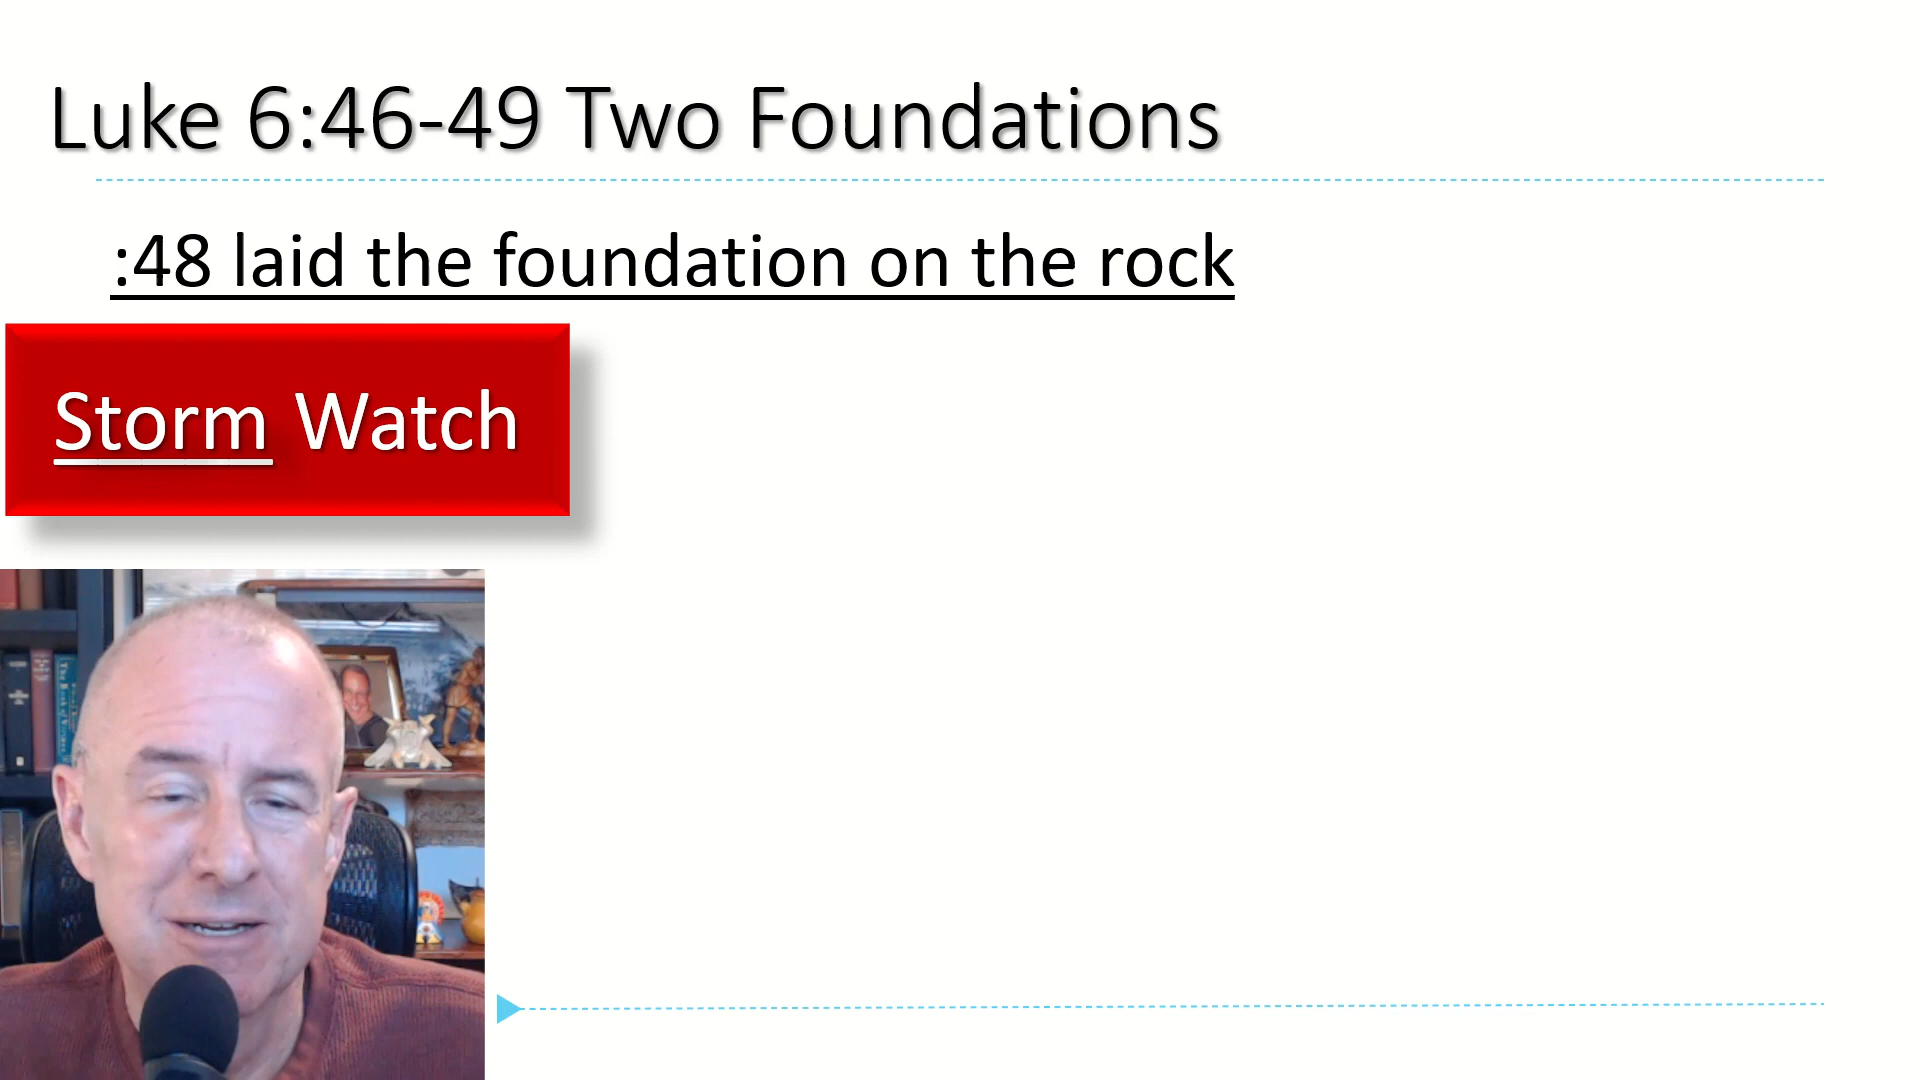 Luke 6:46-49 Two Foundations
:48 laid the foundation on the rock
Storm Watch